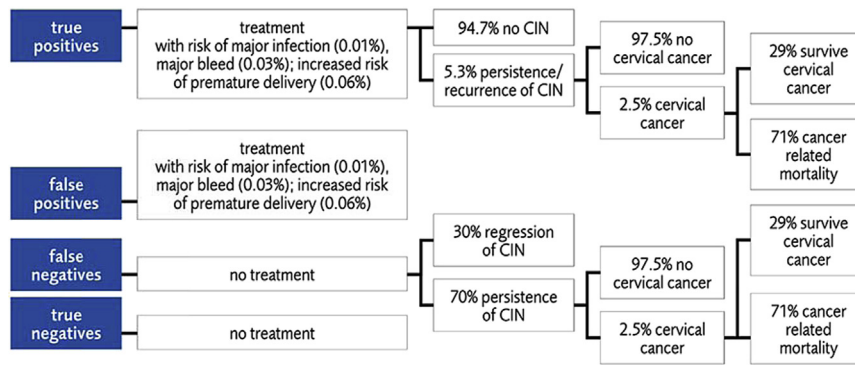 true
positives
treatment
with risk of major infection (0.01%),
major bleed (0.03%); increased risk
of premature delivery (0.06%)
94.7% no CIN
5.3% persistence/
recurrence of CIN
97.5% no
cervical cancer
2.5% cervical
cancer
29% survive
cervical
cancer
71% cancer
related
mortality
false
positives
treatment
with risk of major infection (0.01%),
major bleed (0.03%); increased risk
of premature delivery (0.06%)
false
negatives
no treatment
30% regression
of CIN
70% persistence
of CIN
97.5% no
cervical cancer
2.5% cervical
cancer
29% survive
cervical
cancer
71% cancer
related
mortality
true
negatives
no treatment